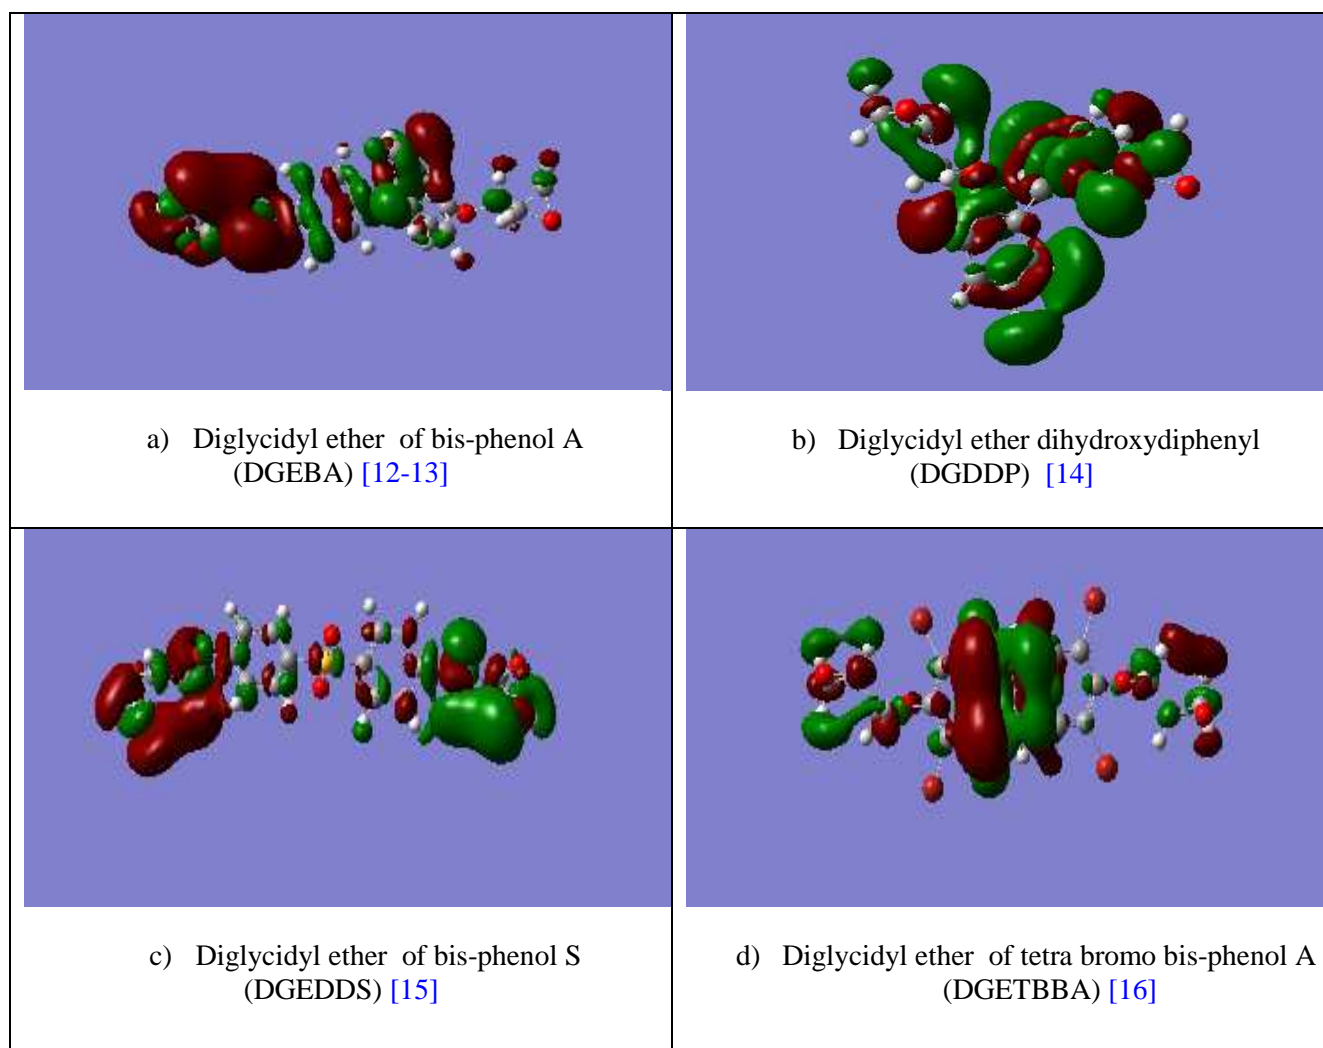 a) Diglycidyl ether of bis-phenol A
(DGEBA) [12-13]
b) Diglycidyl ether dihydroxydiphenyl
(DGDDP) [14]
c) Diglycidyl ether of bis-phenol S
(DGEDDS) [15]
d) Diglycidyl ether of tetra bromo bis-phenol A
(DGETBBA) [16]